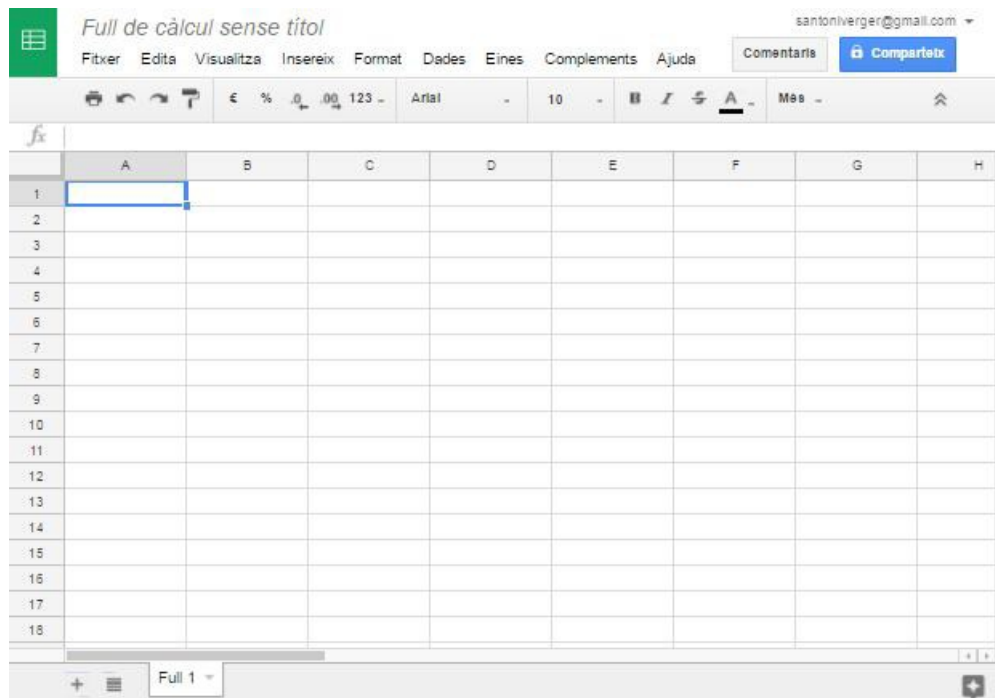 Full de càlcul sense títol
santoniverger@gmail.com
Fitxer Edita Visualitza Insereix Format Dades Eines Complements Ajuda
Comentaris Comparteix
€ % .0 .00 123 Arial 10 B I S A Més
fx
A B C D E F G H
1
2
3
4
5
6
7
8
9
10
11
12
13
14
15
16
17
18
Full 1